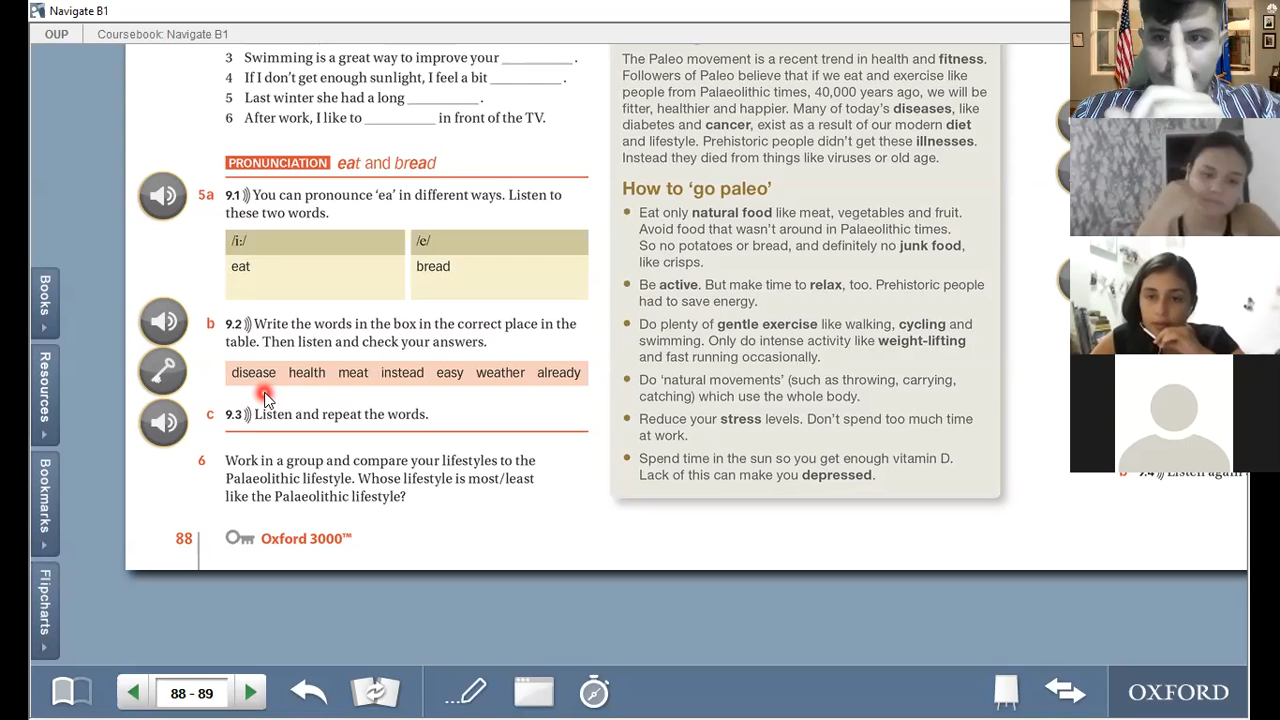 Navigate B1
OUP
Coursebook: Navigate B1
3 Swimming is a great way to improve your __________ .
4 If I don't get enough sunlight, I feel a bit __________ .
5 Last winter she had a long __________ .
6 After work, I like to __________ in front of the TV.
PRONUNCIATION eat and bread
5a 9.1 You can pronounce 'ea' in different ways. Listen to
these two words.
/iː/ /e/
eat bread
b 9.2 Write the words in the box in the correct place in the
table. Then listen and check your answers.
disease health meat instead easy weather already
c 9.3 Listen and repeat the words.
6 Work in a group and compare your lifestyles to the
Palaeolithic lifestyle. Whose lifestyle is most/least
like the Palaeolithic lifestyle?
88
Oxford 3000™
The Paleo movement is a recent trend in health and fitness.
Followers of Paleo believe that if we eat and exercise like
people from Palaeolithic times, 40,000 years ago, we will be
fitter, healthier and happier. Many of today's diseases, like
diabetes and cancer, exist as a result of our modern diet
and lifestyle. Prehistoric people didn't get these illnesses.
Instead they died from things like viruses or old age.
How to 'go paleo'
• Eat only natural food like meat, vegetables and fruit.
Avoid food that wasn't around in Palaeolithic times.
So no potatoes or bread, and definitely no junk food,
like crisps.
• Be active. But make time to relax, too. Prehistoric people
had to save energy.
• Do plenty of gentle exercise like walking, cycling and
swimming. Only do intense activity like weight-lifting
and fast running occasionally.
• Do 'natural movements' (such as throwing, carrying,
catching) which use the whole body.
• Reduce your stress levels. Don't spend too much time
at work.
• Spend time in the sun so you get enough vitamin D.
Lack of this can make you depressed.
b 9.4 Listen again
Books
Resources
Bookmarks
Flipcharts
88 - 89
OXFORD